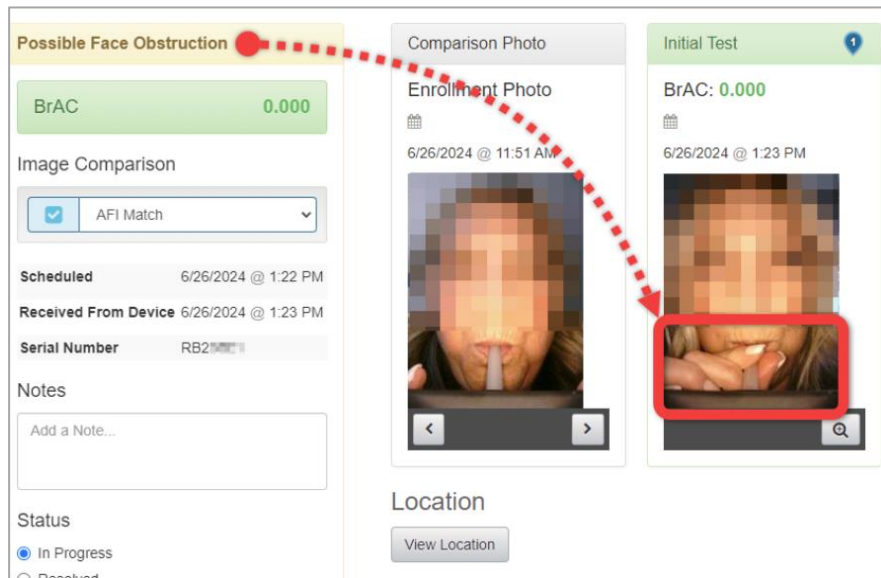 Possible Face Obstruction
BrAC 0.000
Image Comparison
AFI Match
Scheduled 6/26/2024 @ 1:22 PM
Received From Device 6/26/2024 @ 1:23 PM
Serial Number RB2
Notes
Add a Note...
Status
In Progress
Resolved
Comparison Photo
Enrollment Photo
6/26/2024 @ 11:51 AM
Initial Test 1
BrAC: 0.000
6/26/2024 @ 1:23 PM
Location
View Location